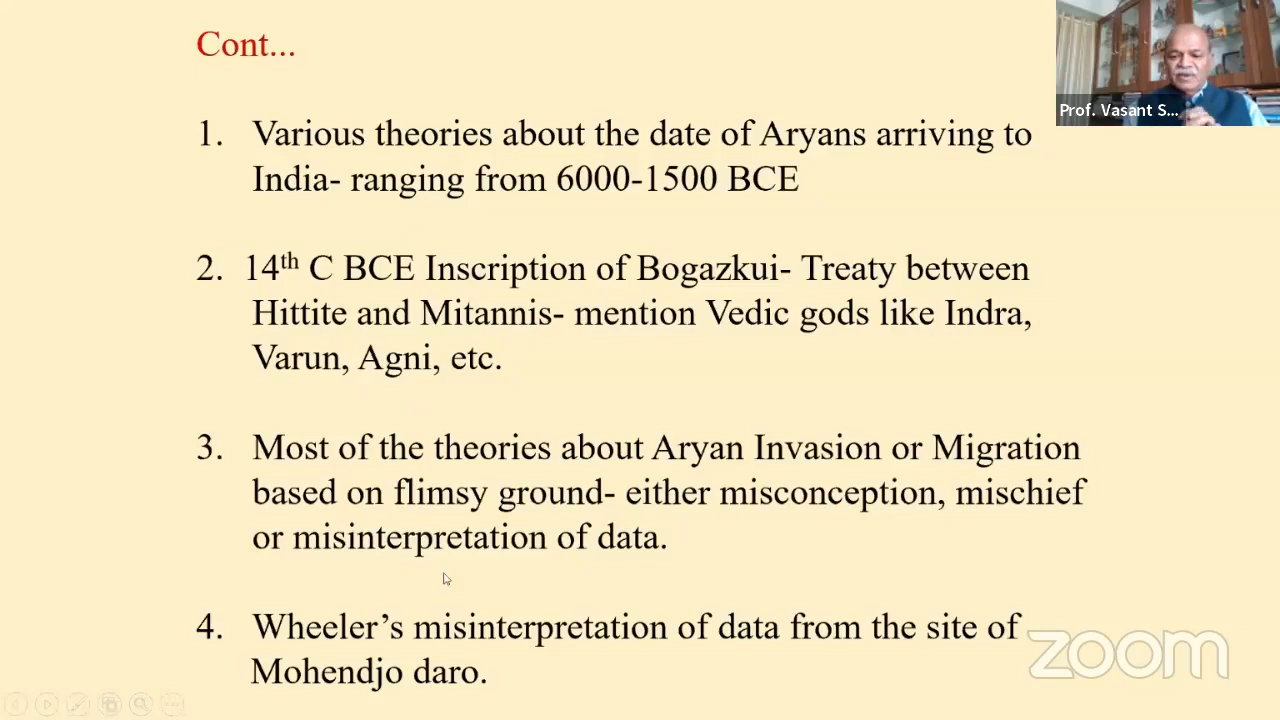 Cont...
Prof. Vasant S...
1. Various theories about the date of Aryans arriving to
India- ranging from 6000-1500 BCE
2. 14th C BCE Inscription of Bogazkui- Treaty between
Hittite and Mitannis- mention Vedic gods like Indra,
Varun, Agni, etc.
3. Most of the theories about Aryan Invasion or Migration
based on flimsy ground- either misconception, mischief
or misinterpretation of data.
4. Wheeler’s misinterpretation of data from the site of
Mohendjo daro.
zoom